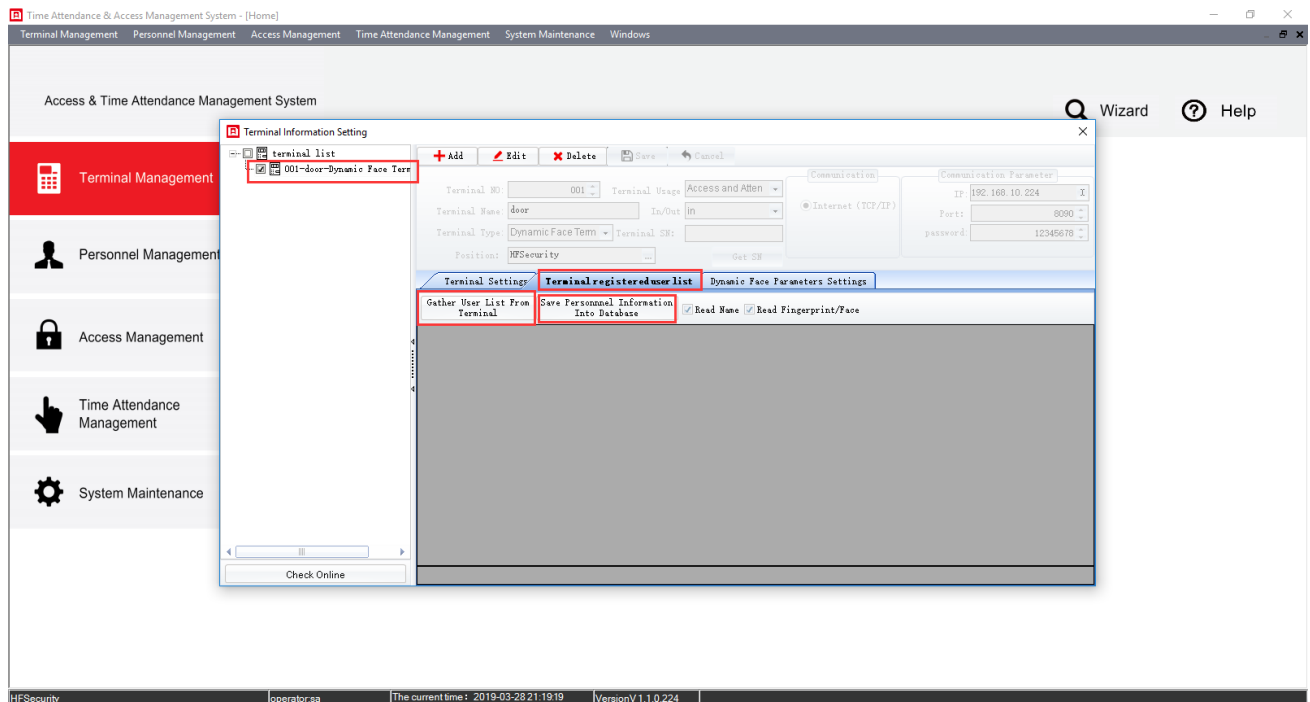 Time Attendance & Access Management System - [Home]
Terminal Management Personnel Management Access Management Time Attendance Management System Maintenance Windows
Access & Time Attendance Management System
Wizard Help
Terminal Management
Personnel Management
Access Management
Time Attendance
Management
System Maintenance
Terminal Information Setting
terminal list
001-door-Dynamic Face Term
Check Online
Add Edit Delete Save Cancel
Terminal NO: 001 Terminal Usage Access and Atten
Terminal Name door In/Out in
Terminal Type: Dynamic Face Term Terminal SN:
Position: HFSecurity ... Get SN
Communication
Internet (TCP/IP)
Communication Parameter
IP 192.168.10.224
Port: 8090
password: 12345678
Terminal Settings Terminal registered user list Dynamic Face Parameters Settings
Gather User List From
Terminal
Save Personnnel Information
Into Database
Read Name Read Fingerprint/Face
HFSecurity operator:sa The current time： 2019-03-28 21:19:19 Version V 1.1.0.224